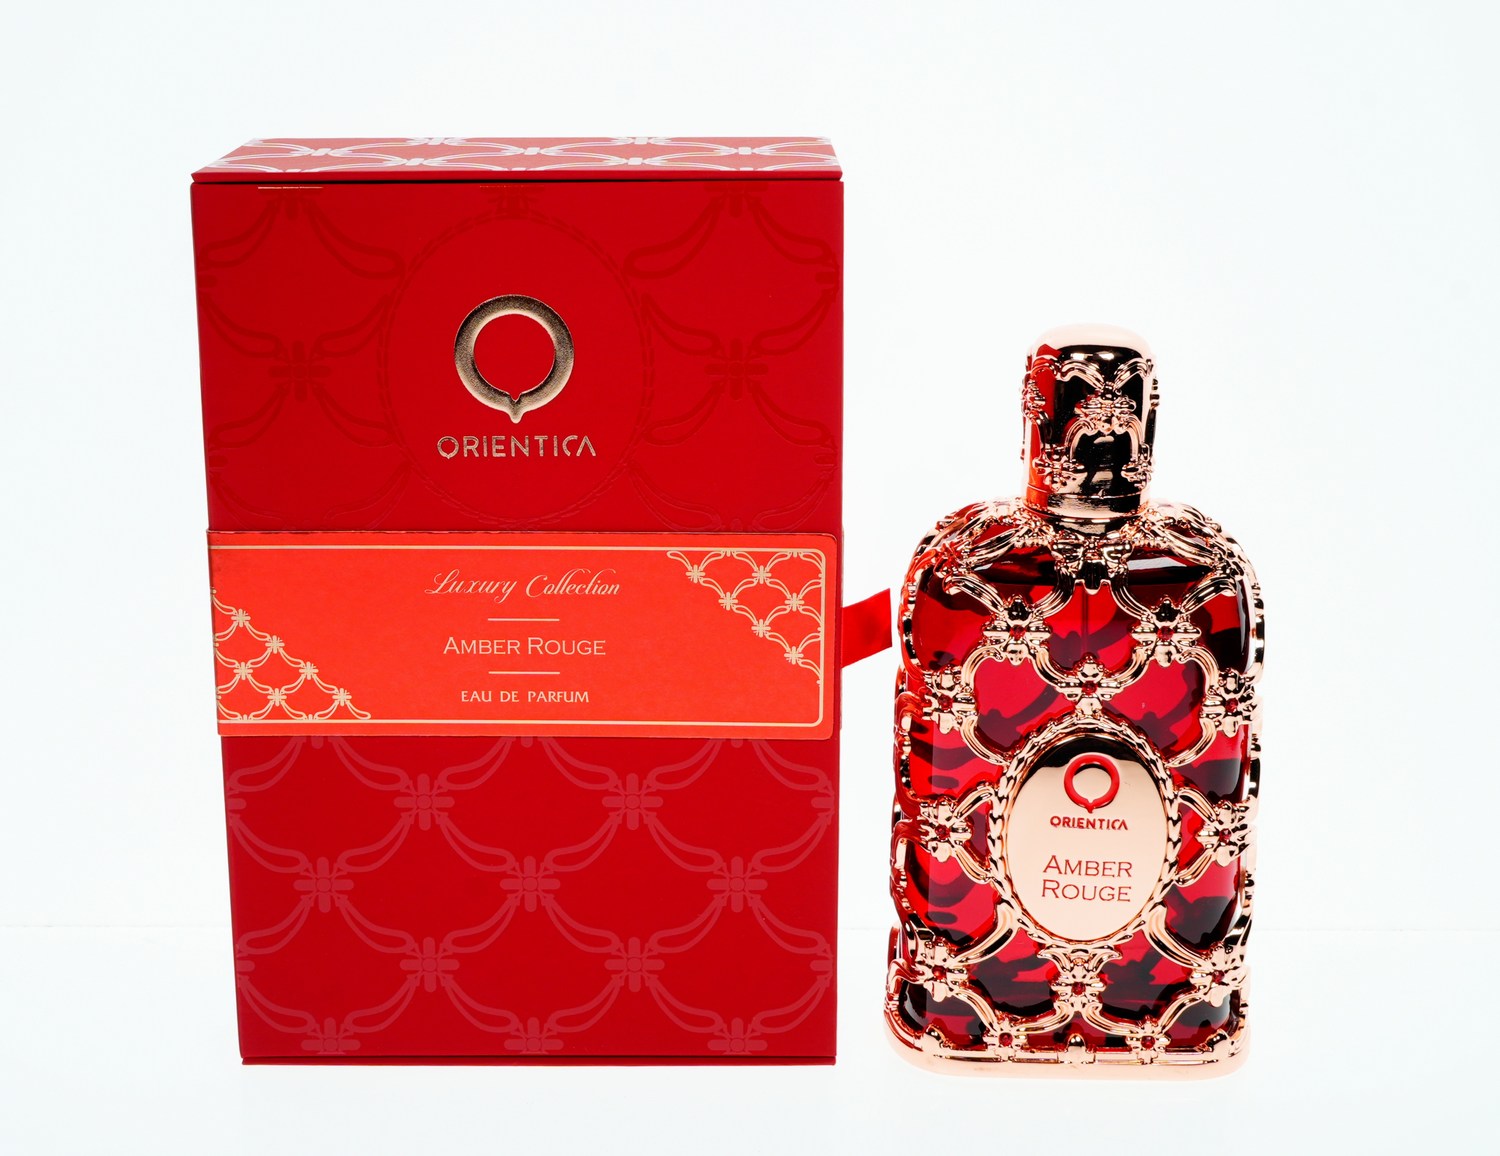 ORIENTICA
Luxury Collection
AMBER ROUGE
EAU DE PARFUM
ORIENTICA
AMBER
ROUGE